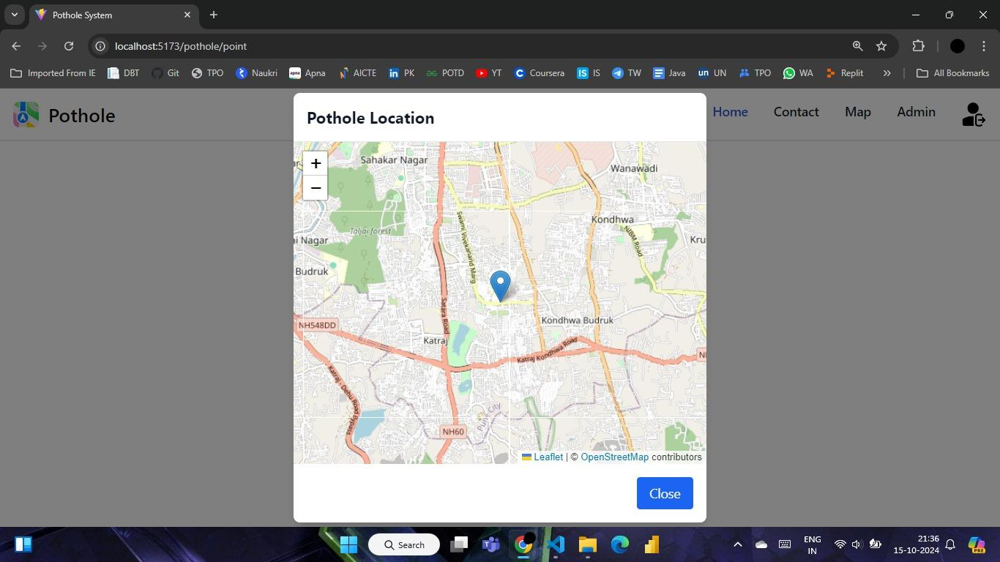 Pothole System
localhost:5173/pothole/point
Imported From IE DBT Git TPO Naukri Apna AICTE PK POTD YT Coursera IS TW Java UN TPO WA Replit All Bookmarks
Pothole
Home Contact Map Admin
Pothole Location
+
−
Sahakar Nagar
Wanawadi
Taljai forest
Kondhwa
NIBM Road
Kru
ai Nagar
Swami Vivekanand Marg
Budruk
Satara Road
NH548DD
Kondhwa Budruk
Katraj
Katraj Kondhwa Road
Katraj - Dehu Road Bypass
Pune City
NH60
Leaflet | © OpenStreetMap contributors
Close
Search
ENG
IN
21:36
15-10-2024
PRE